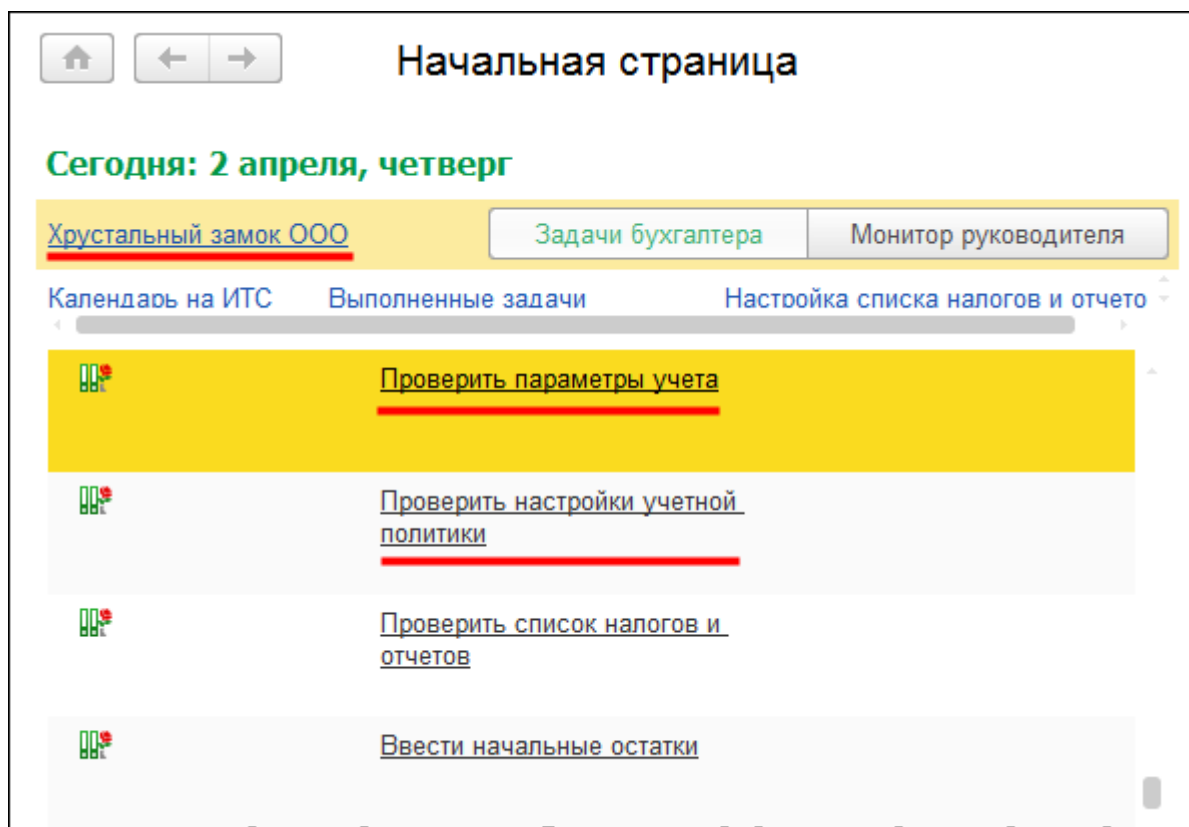 Начальная страница
Сегодня: 2 апреля, четверг
Хрустальный замок ООО Задачи бухгалтера Монитор руководителя
Календарь на ИТС Выполненные задачи Настройка списка налогов и отчето
Проверить параметры учета
Проверить настройки учетной
политики
Проверить список налогов и
отчетов
Ввести начальные остатки